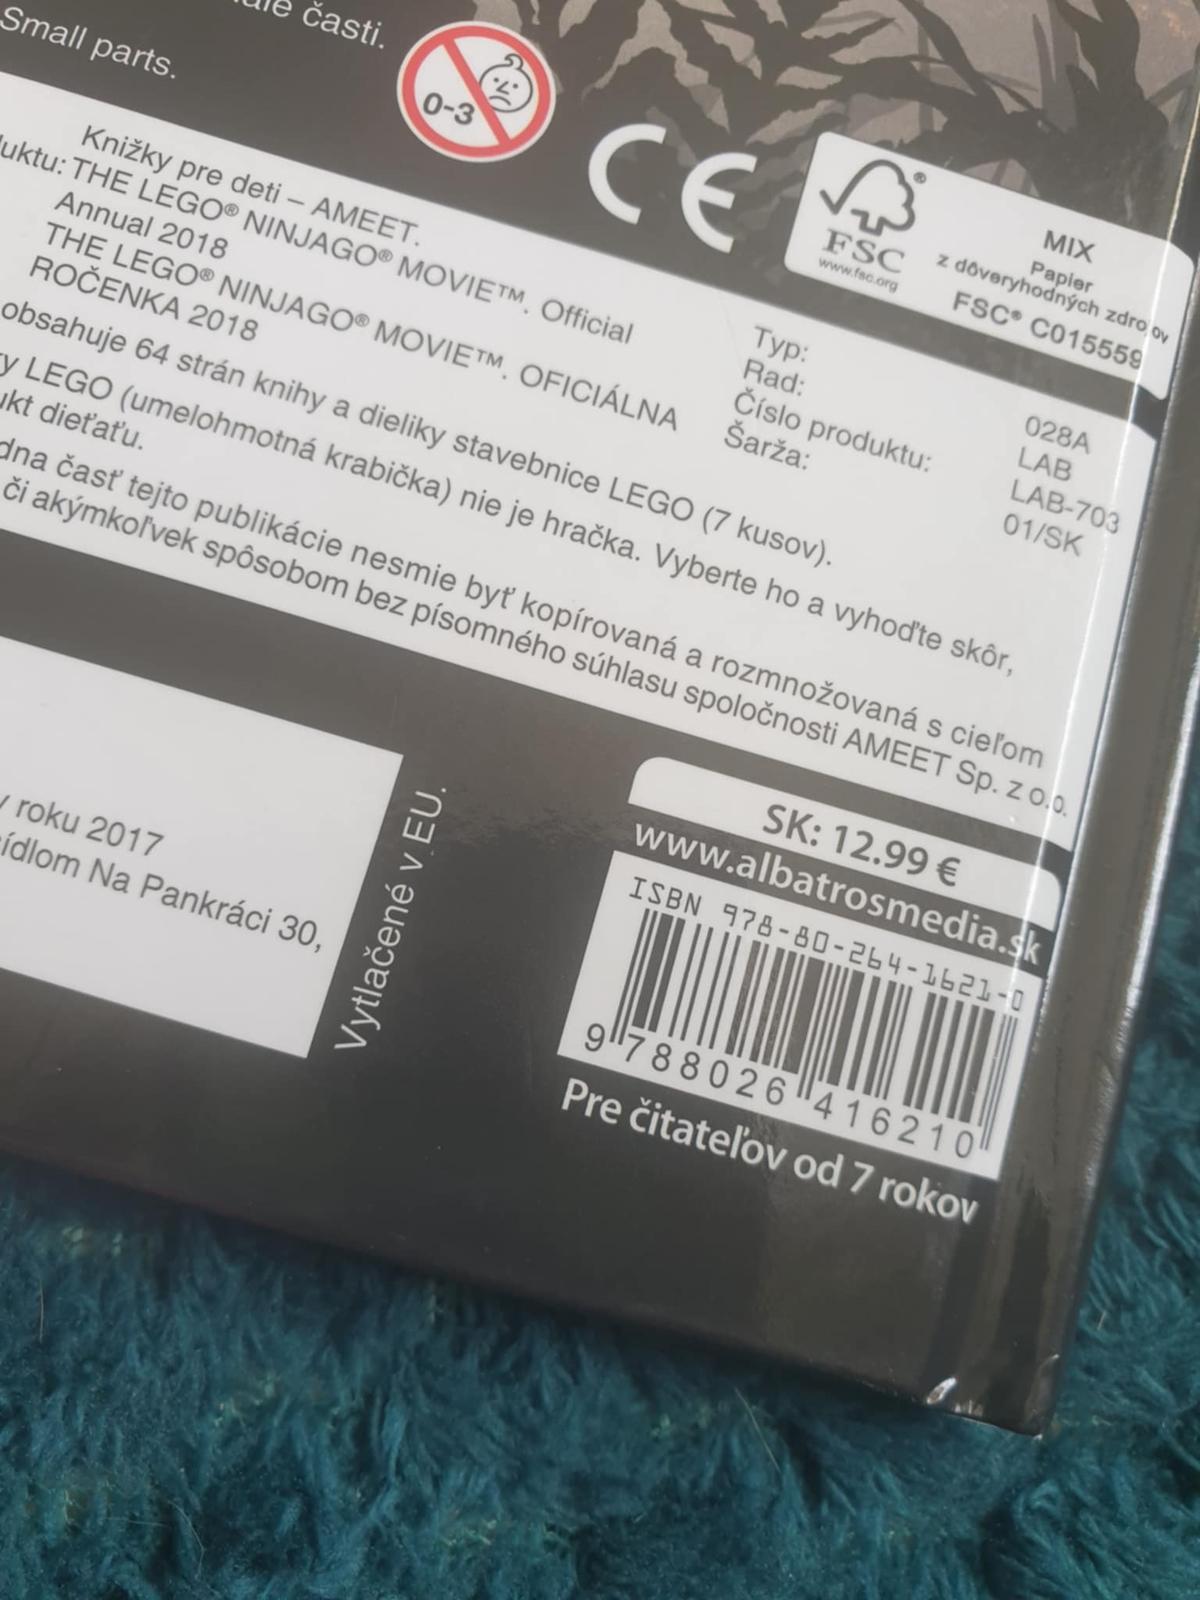 časti.
Small parts.
0-3
CE
FSC®
www.fsc.org
MIX
Papier
z dôveryhodných zdrojov
FSC® C015559
Knižky pre deti – AMEET.
THE LEGO® NINJAGO® MOVIE™. Official
Annual 2018
THE LEGO® NINJAGO® MOVIE™. OFICIÁLNA
ROČENKA 2018
Typ: 028A
Rad: LAB
Číslo produktu: LAB-703
Šarža: 01/SK
obsahuje 64 strán knihy a dieliky stavebnice LEGO (7 kusov).
LEGO (umelohmotná krabička) nie je hračka. Vyberte ho a vyhoďte skôr,
dieťaťu.
časť tejto publikácie nesmie byť kopírovaná a rozmnožovaná s cieľom
či akýmkoľvek spôsobom bez písomného súhlasu spoločnosti AMEET Sp. z o.o.
roku 2017
Na Pankráci 30,
Vytlačené v EU.
SK: 12.99 €
www.albatrosmedia.sk
ISBN 978-80-264-1621-0
9 788026 416210
Pre čitateľov od 7 rokov